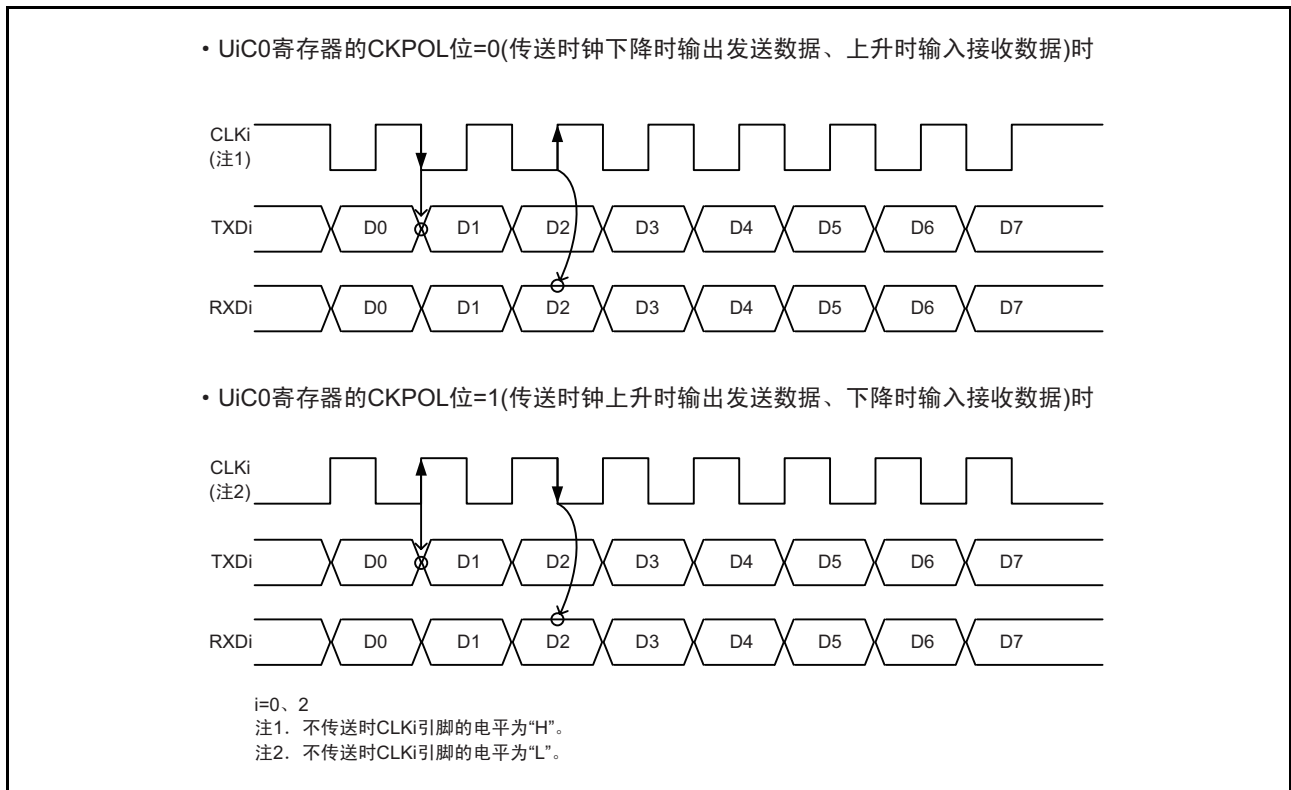 •UiC0寄存器的CKPOL位=0(传送时钟下降时输出发送数据、上升时输入接收数据)时
CLKi
(注1)
TXDi D0 D1 D2 D3 D4 D5 D6 D7
RXDi D0 D1 D2 D3 D4 D5 D6 D7
•UiC0寄存器的CKPOL位=1(传送时钟上升时输出发送数据、下降时输入接收数据)时
CLKi
(注2)
TXDi D0 D1 D2 D3 D4 D5 D6 D7
RXDi D0 D1 D2 D3 D4 D5 D6 D7
i=0、2
注1. 不传送时CLKi引脚的电平为“H”。
注2. 不传送时CLKi引脚的电平为“L”。